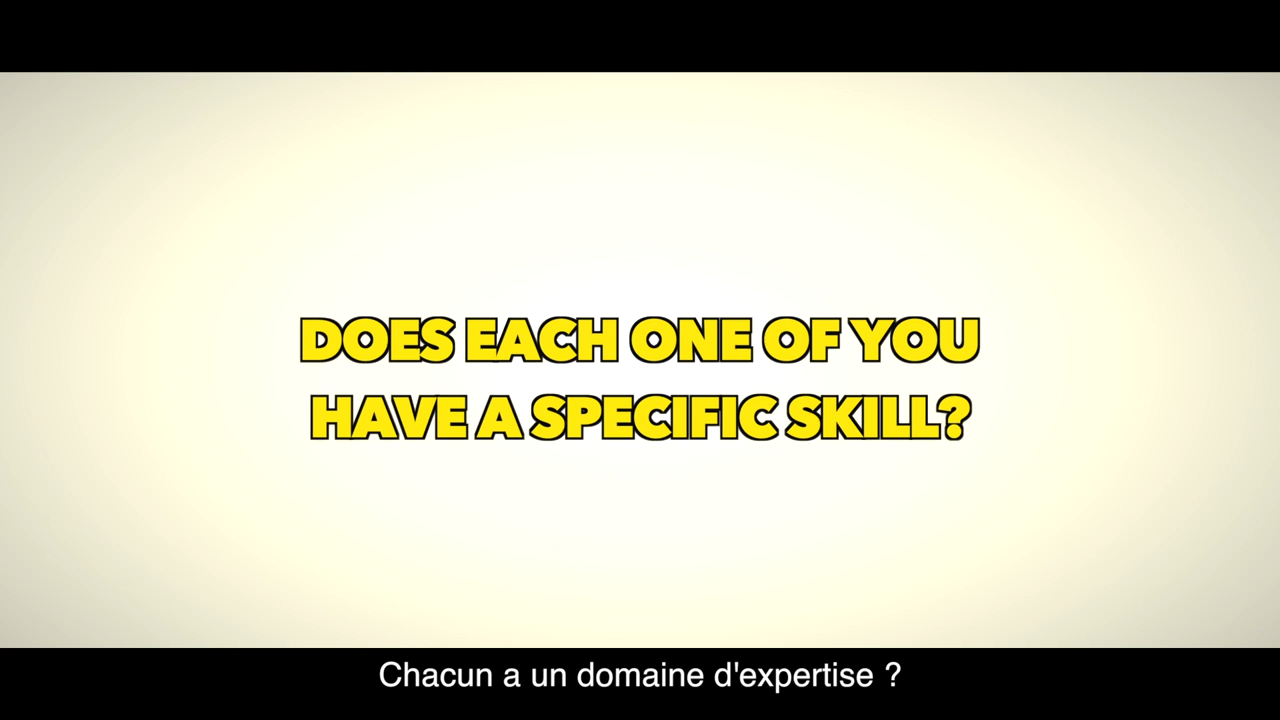 DOES EACH ONE OF YOU
HAVE A SPECIFIC SKILL?
Chacun a un domaine d'expertise ?